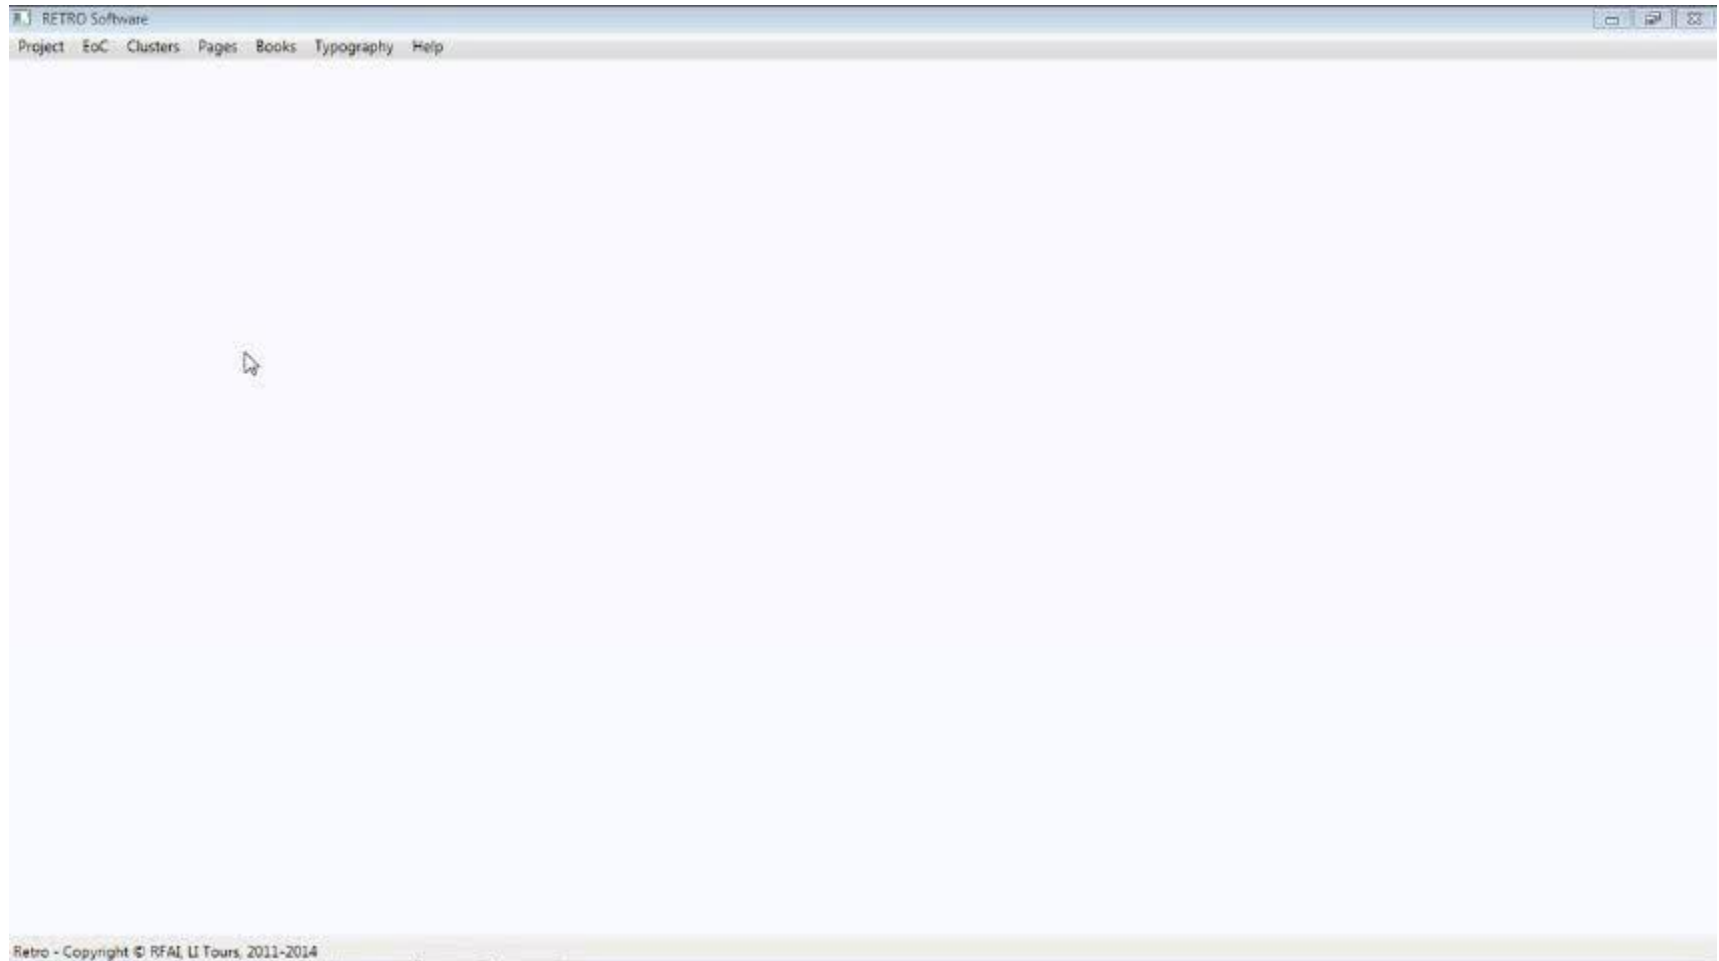 RETRO Software
Project EoC Clusters Pages Books Typography Help
Retro - Copyright © RFAI, LI Tours, 2011-2014